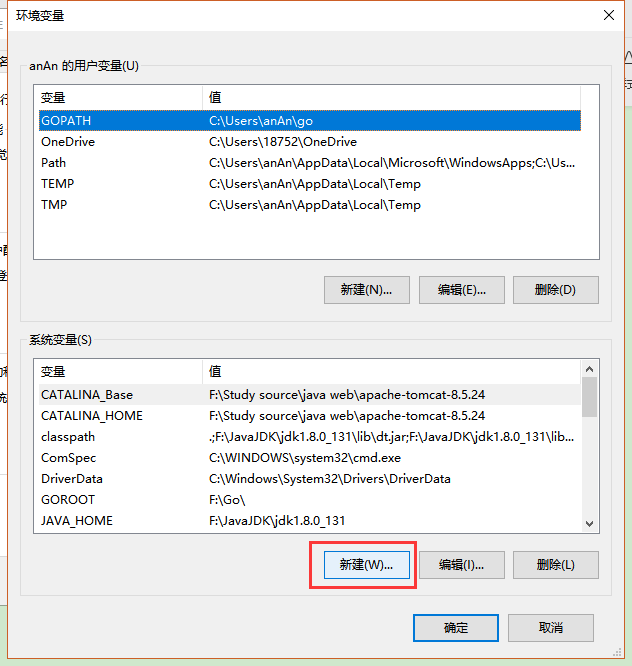 环境变量
anAn 的用户变量(U)
变量 值
GOPATH C:\Users\anAn\go
OneDrive C:\Users\18752\OneDrive
Path C:\Users\anAn\AppData\Local\Microsoft\WindowsApps;C:\Us...
TEMP C:\Users\anAn\AppData\Local\Temp
TMP C:\Users\anAn\AppData\Local\Temp
新建(N)... 编辑(E)... 删除(D)
系统变量(S)
变量 值
CATALINA_Base F:\Study source\java web\apache-tomcat-8.5.24
CATALINA_HOME F:\Study source\java web\apache-tomcat-8.5.24
classpath .;F:\JavaJDK\jdk1.8.0_131\lib\dt.jar;F:\JavaJDK\jdk1.8.0_131\lib...
ComSpec C:\WINDOWS\system32\cmd.exe
DriverData C:\Windows\System32\Drivers\DriverData
GOROOT F:\Go\
JAVA_HOME F:\JavaJDK\jdk1.8.0_131
新建(W)... 编辑(I)... 删除(L)
确定 取消